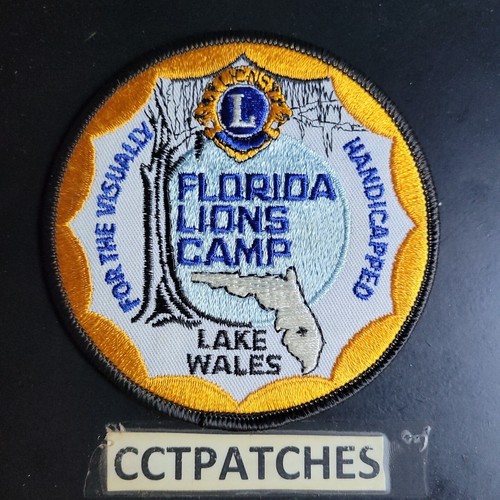 LIONS
L
FOR THE VISUALLY
HANDICAPPED
FLORIDA
LIONS
CAMP
LAKE
WALES
CCTPATCHES